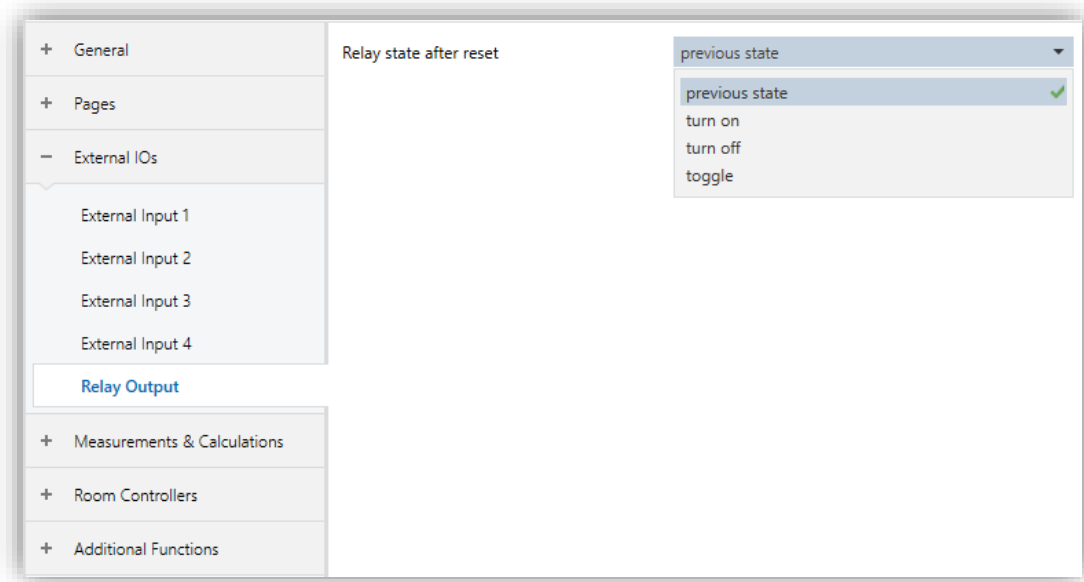 General
Pages
External IOs
External Input 1
External Input 2
External Input 3
External Input 4
Relay Output
Measurements & Calculations
Room Controllers
Additional Functions
Relay state after reset
previous state
previous state
turn on
turn off
toggle